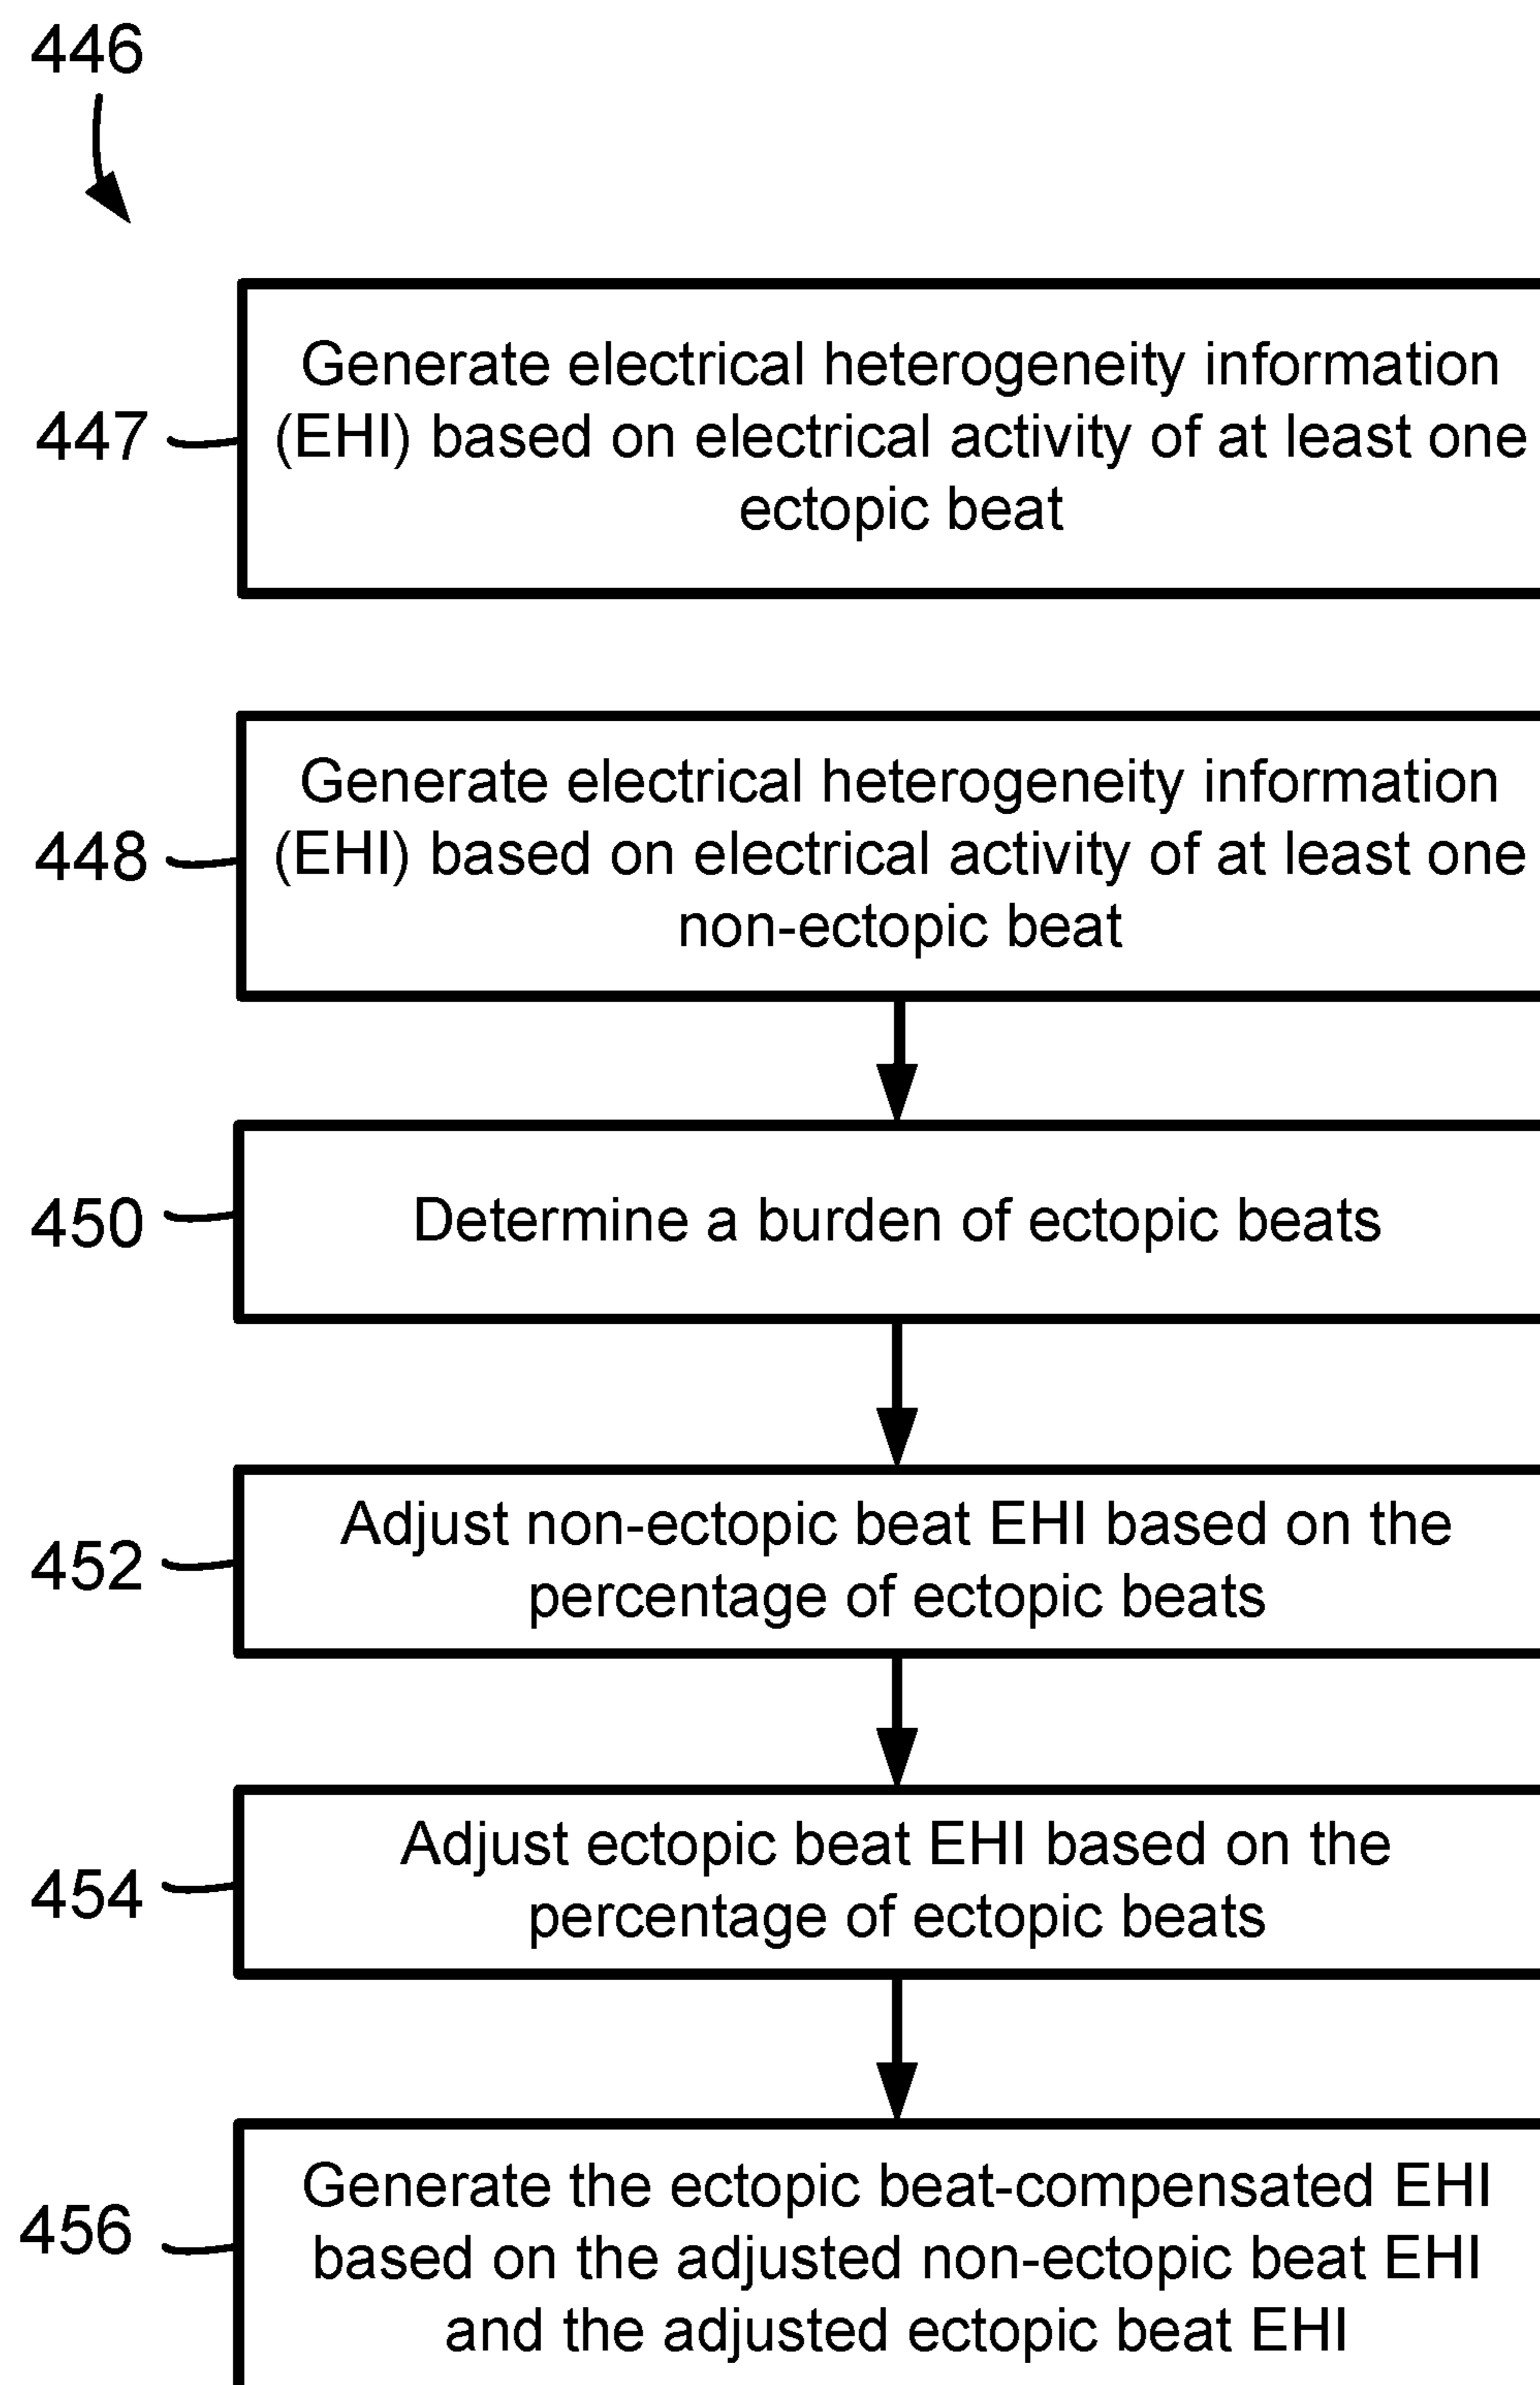 446
Generate electrical heterogeneity information
447
(EHI) based on electrical activity of at least one
ectopic beat
Generate electrical heterogeneity information
448
(EHI) based on electrical activity of at least one
non-ectopic beat
450
Determine a burden of ectopic beats
Adjust non-ectopic beat EHI based on the
452
percentage of ectopic beats
Adjust ectopic beat EHI based on the
454
percentage of ectopic beats
Generate the ectopic beat-compensated EHI
456
based on the adjusted non-ectopic beat EHI
and the adjusted ectopic beat EHI